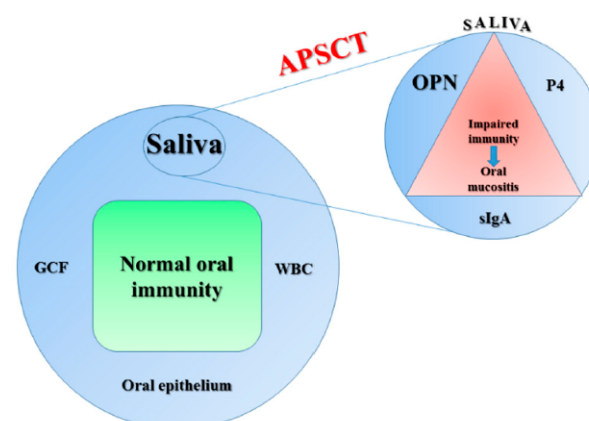 SALIVA
APSCT
OPN
P4
Impaired
immunity
Oral
mucositis
sIgA
Saliva
GCF
Normal oral
immunity
WBC
Oral epithelium